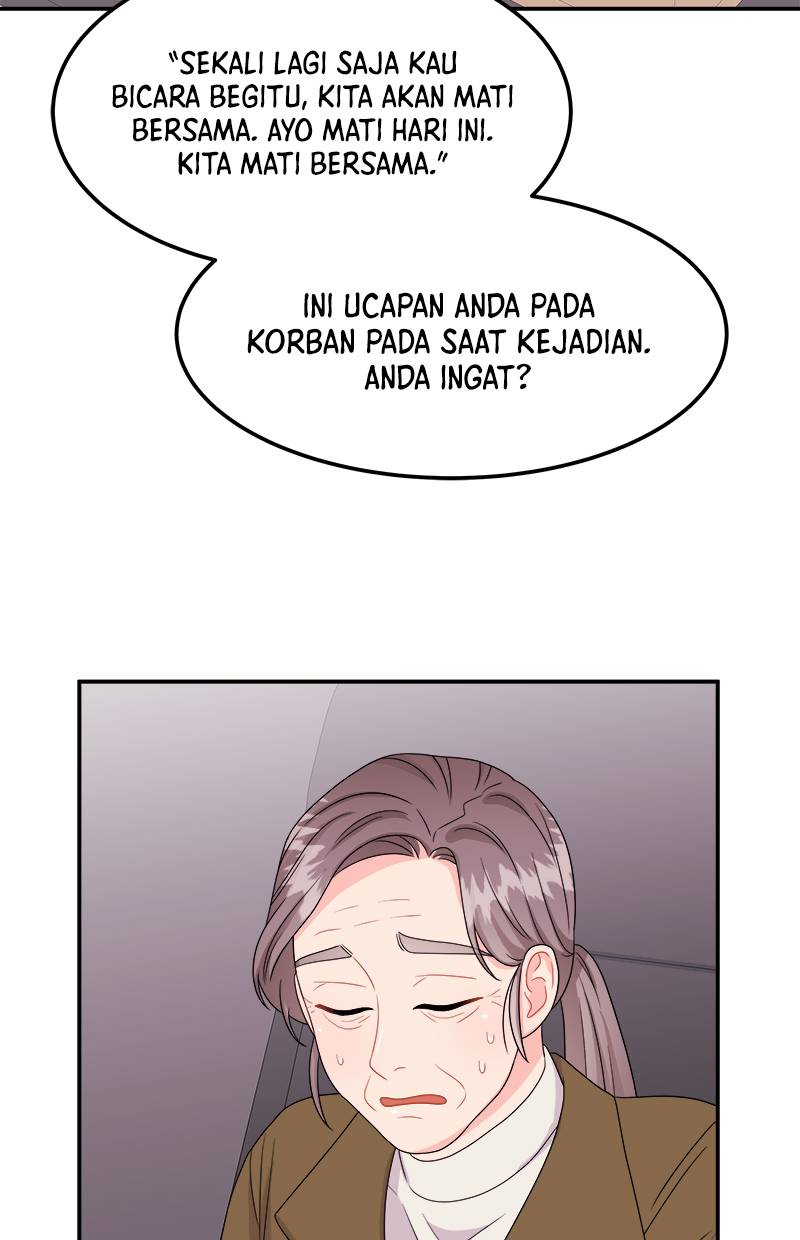 “SEKALI LAGI SAJA KAU
BICARA BEGITU, KITA AKAN MATI
BERSAMA. AYO MATI HARI INI.
KITA MATI BERSAMA.”
INI UCAPAN ANDA PADA
KORBAN PADA SAAT KEJADIAN.
ANDA INGAT?